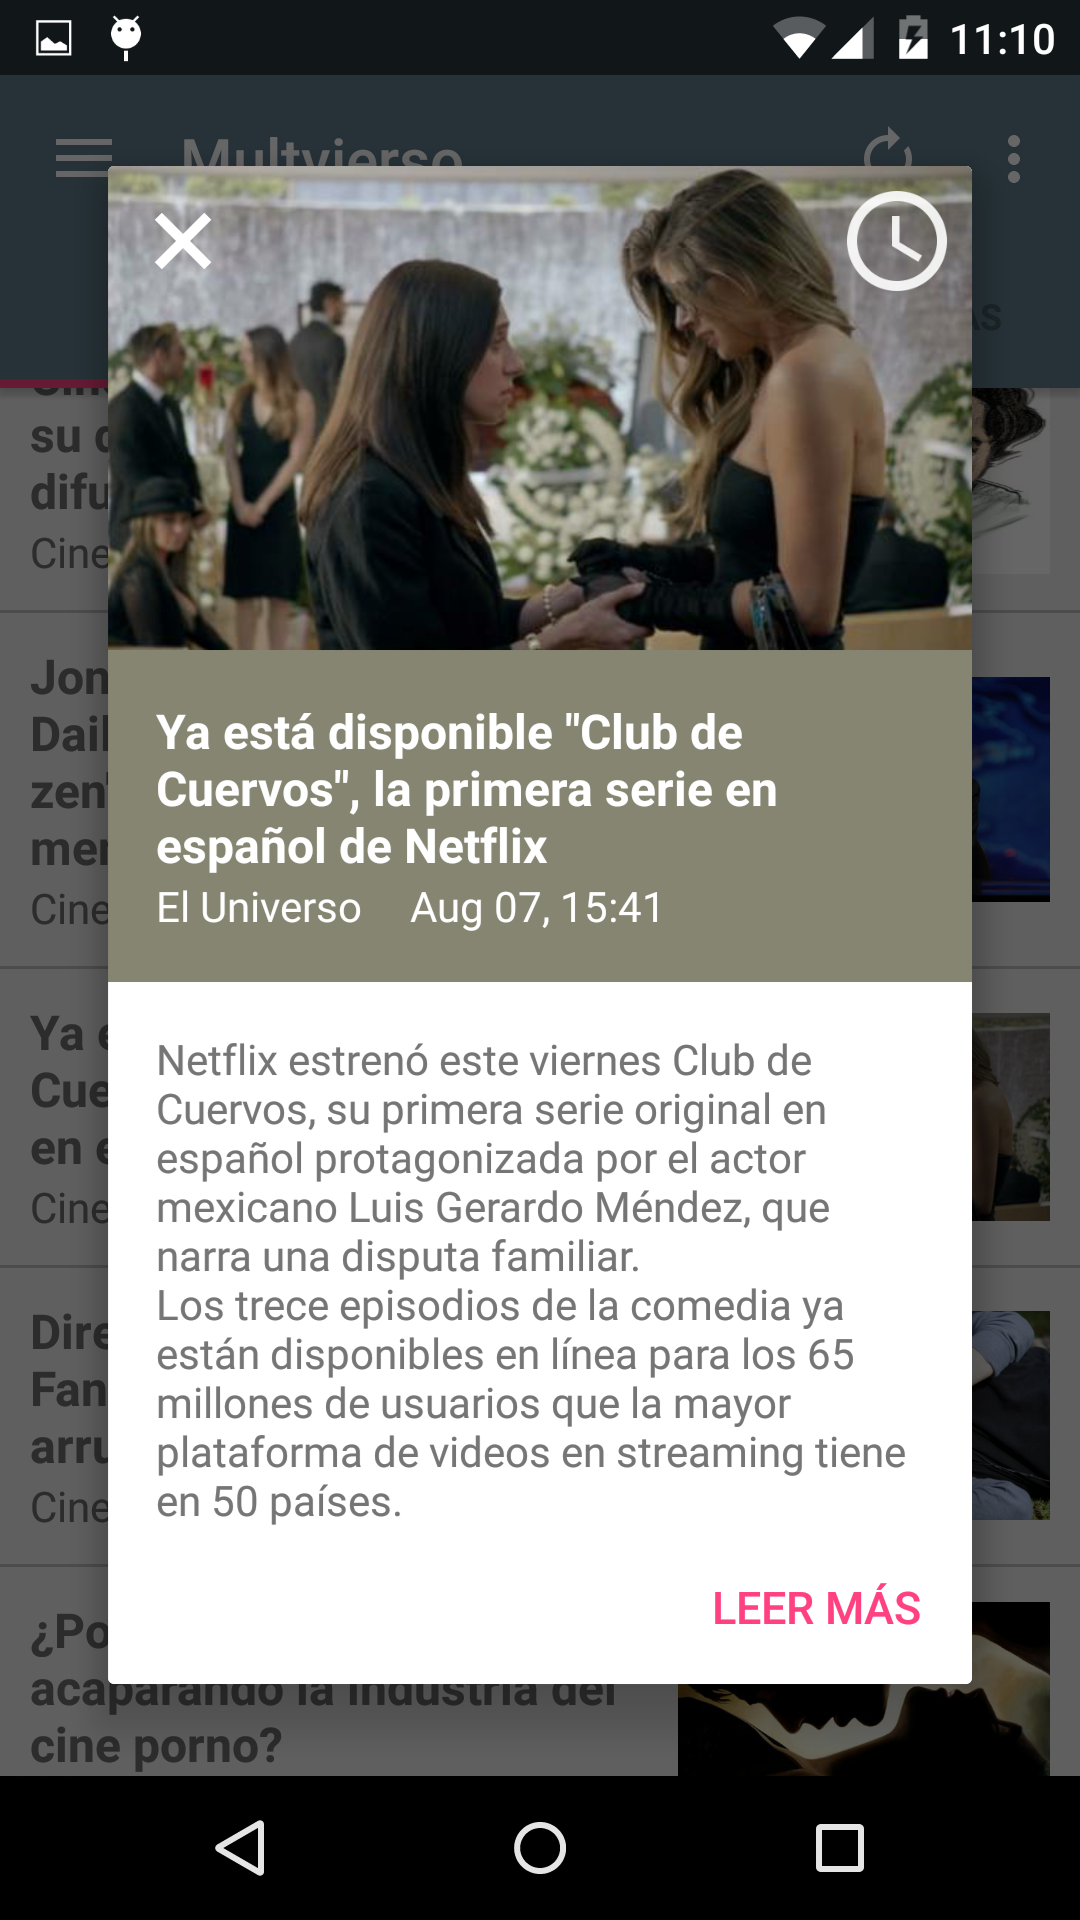 11:10
Multvierso
ÁS
su d
difu
Cine
Jon
Dail
zen'
mer
Cine
Ya e
Cue
en e
Cine
Dire
Fan
arru
Cine
¿Po
acaparando la industria del
cine porno?
Ya está disponible "Club de
Cuervos", la primera serie en
español de Netflix
El Universo Aug 07, 15:41
Netflix estrenó este viernes Club de
Cuervos, su primera serie original en
español protagonizada por el actor
mexicano Luis Gerardo Méndez, que
narra una disputa familiar.
Los trece episodios de la comedia ya
están disponibles en línea para los 65
millones de usuarios que la mayor
plataforma de videos en streaming tiene
en 50 países.
LEER MÁS